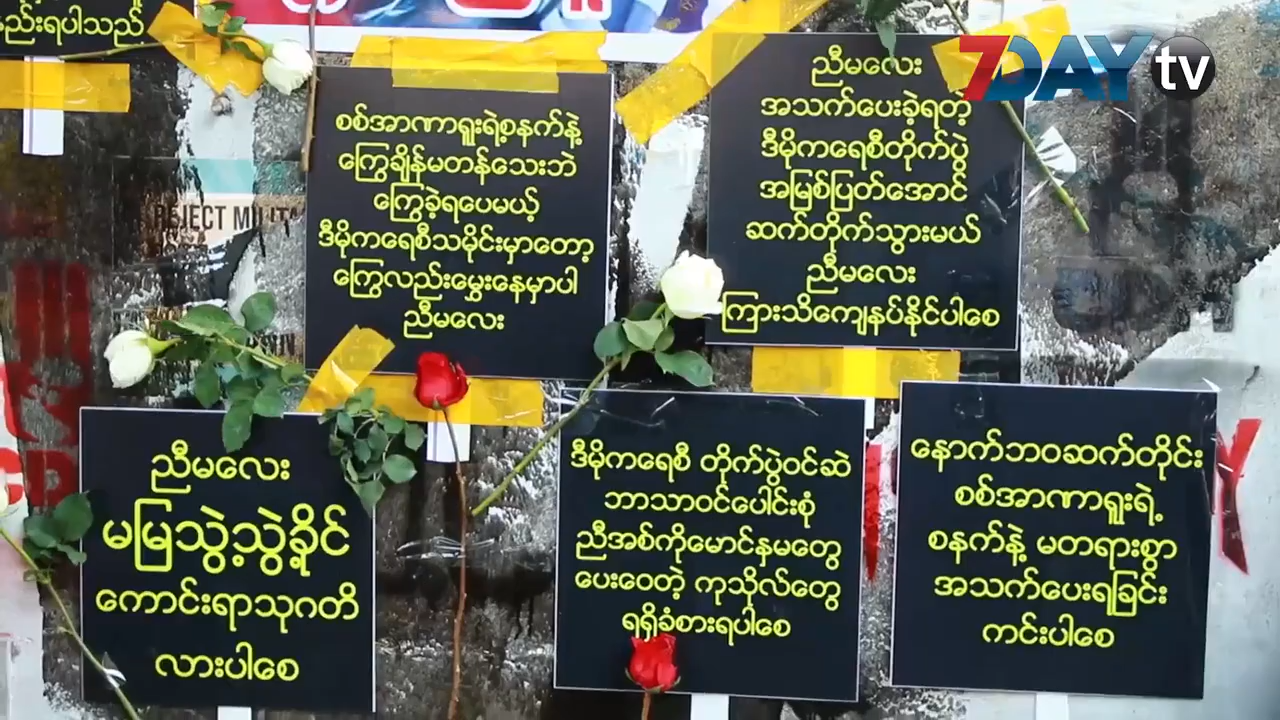 နည်းရပါသည်
7DAY tv
စစ်အာဏာရူးရဲ့စနက်နဲ့
ကြွေချိန်မတန်သေးဘဲ
ကြွေခဲ့ရပေမယ့်
ဒီမိုကရေစီသမိုင်းမှာတော့
ကြွေလည်းမွှေးနေမှာပါ
ညီမလေး
ညီမလေး
အသက်ပေးခဲ့ရတဲ့
ဒီမိုကရေစီတိုက်ပွဲ
အမြစ်ပြတ်အောင်
ဆက်တိုက်သွားမယ်
ညီမလေး
ကြားသိကျေနပ်နိုင်ပါစေ
REJECT MILITA
ညီမလေး
မမြသွဲ့သွဲ့ခိုင်
ကောင်းရာသုဂတိ
လားပါစေ
ဒီမိုကရေစီ တိုက်ပွဲဝင်ဆဲ
ဘာသာဝင်ပေါင်းစုံ
ညီအစ်ကိုမောင်နှမတွေ
ပေးဝေတဲ့ ကုသိုလ်တွေ
ရရှိခံစားရပါစေ
နောက်ဘဝဆက်တိုင်း
စစ်အာဏာရူးရဲ့
စနက်နဲ့ မတရားစွာ
အသက်ပေးရခြင်း
ကင်းပါစေ